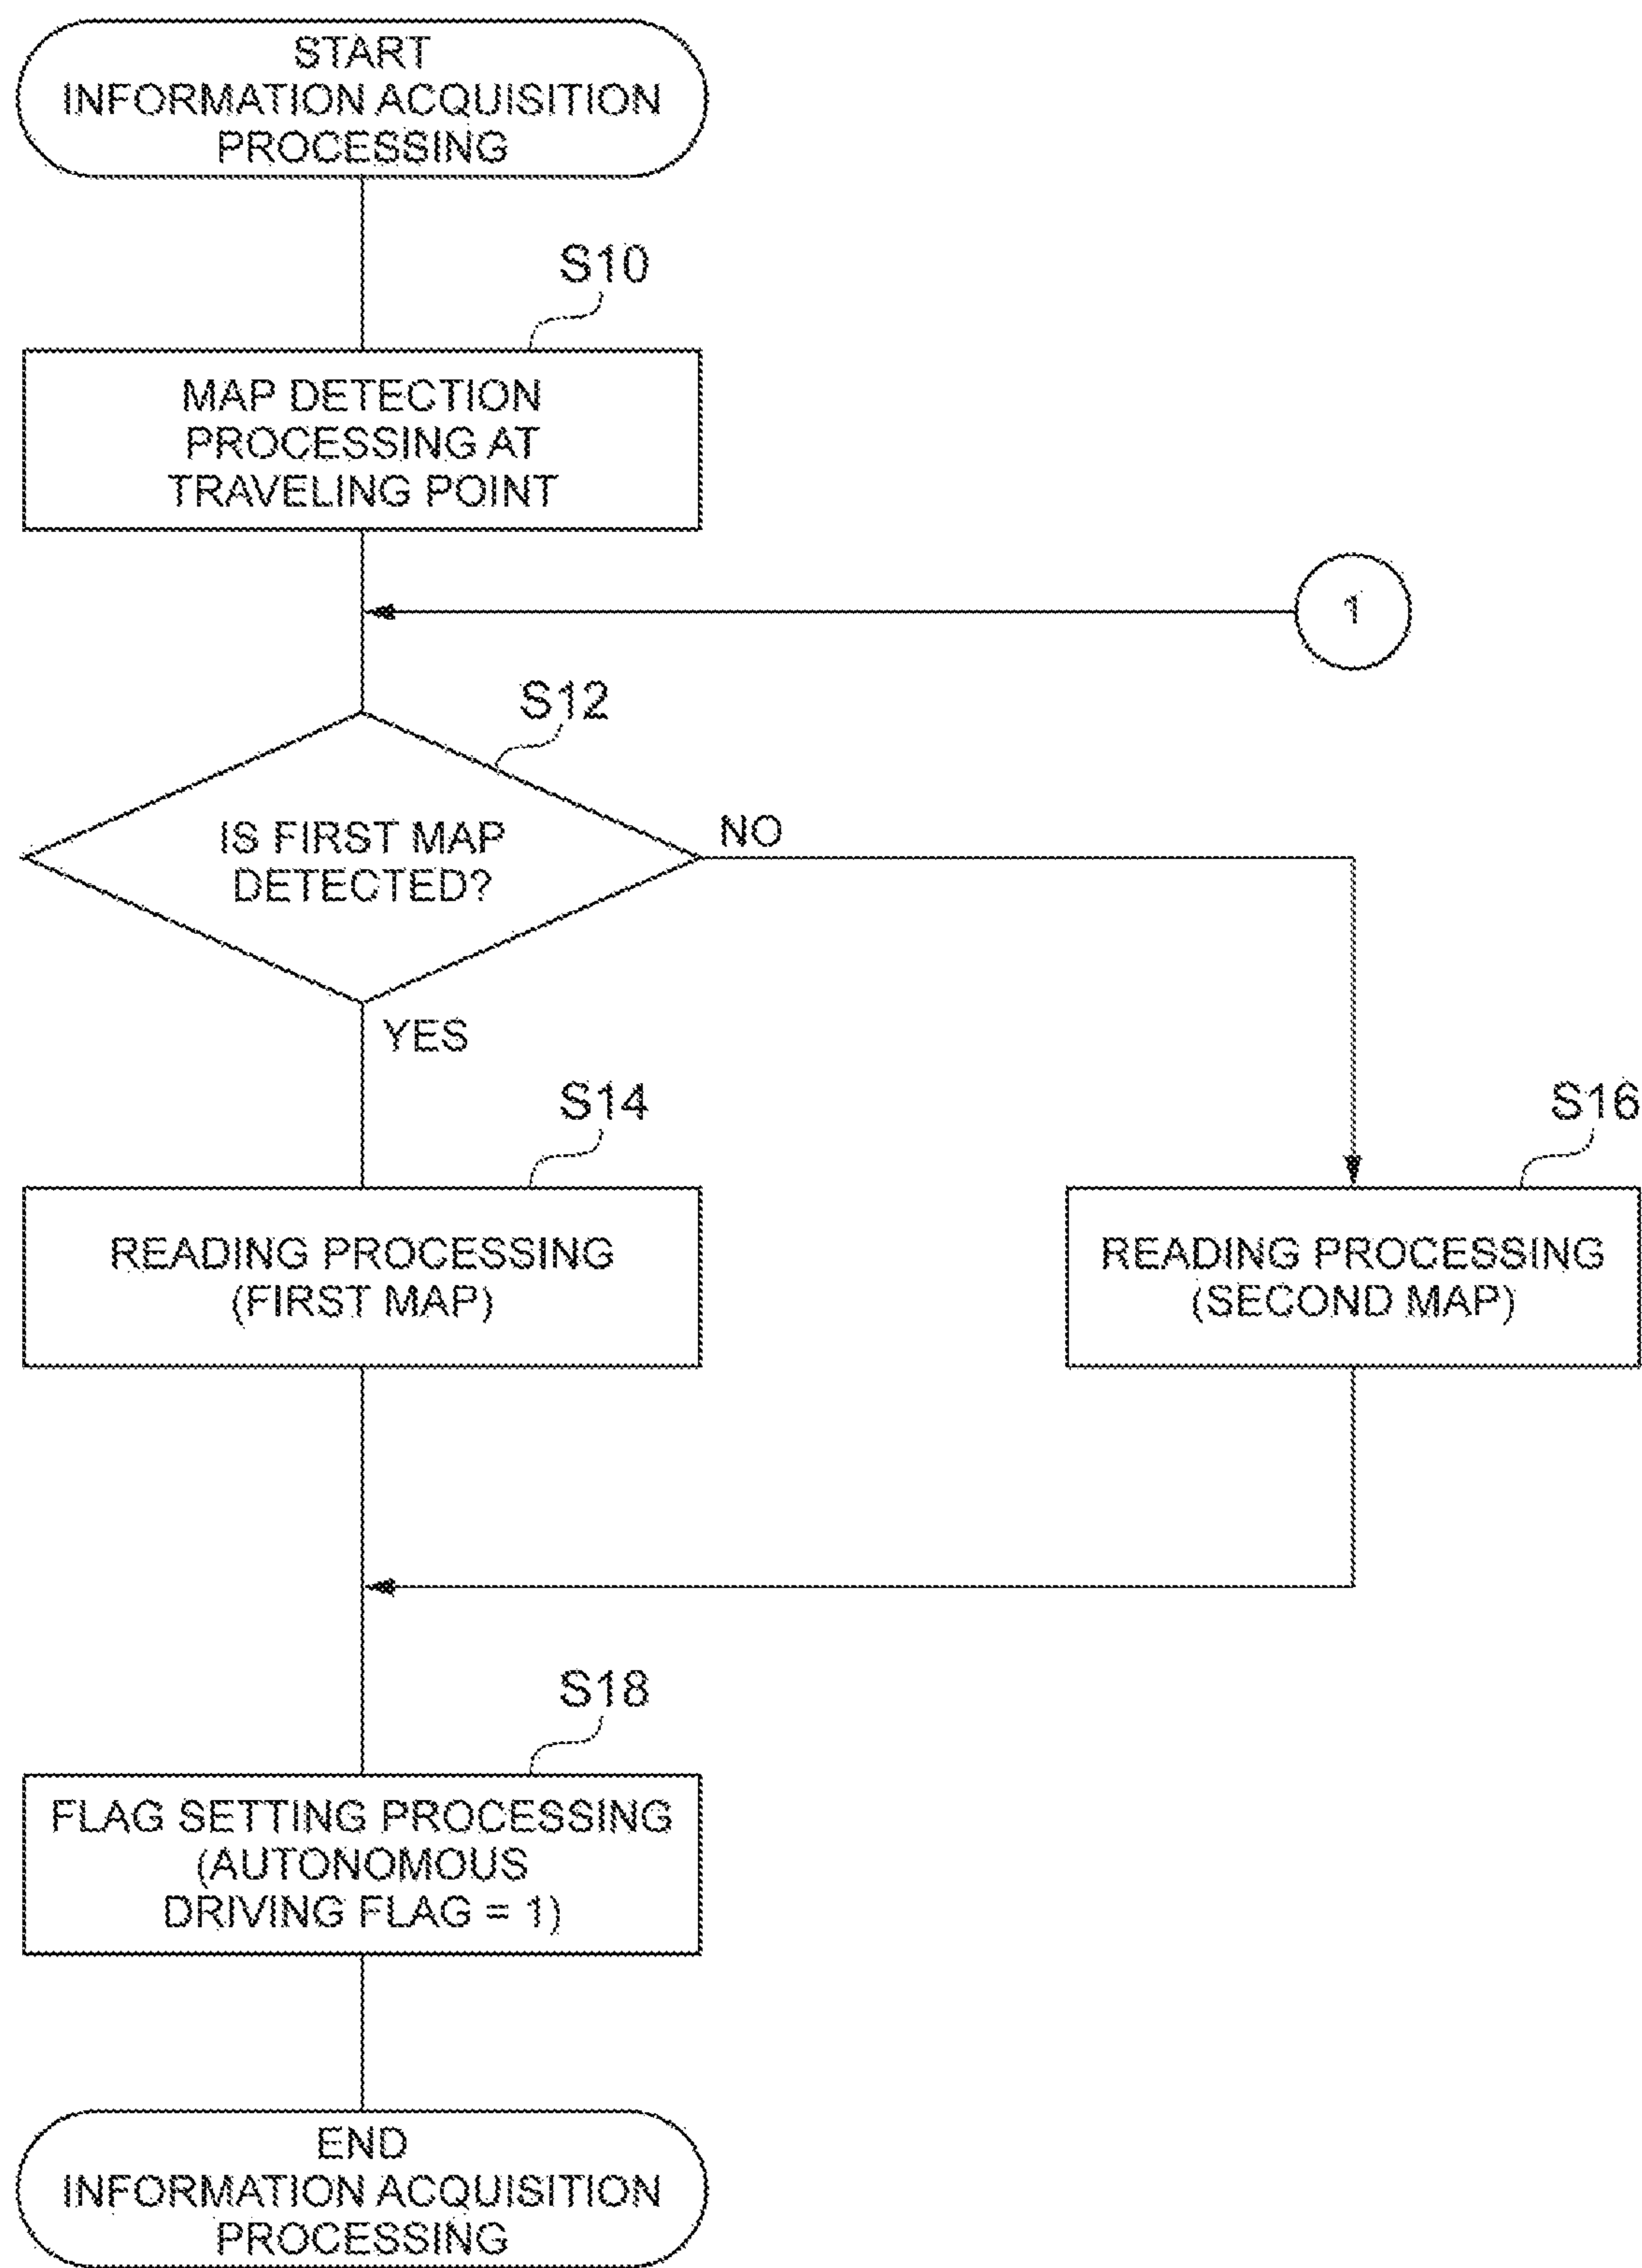 START
INFORMATION ACQUISITION
PROCESSING
S10
MAP DETECTION
PROCESSING AT
TRAVELING POINT
1
S12
IS FIRST MAP
DETECTED?
NO
YES
S14
READING PROCESSING
(FIRST MAP)
S16
READING PROCESSING
(SECOND MAP)
S18
FLAG SETTING PROCESSING
(AUTONOMOUS
DRIVING FLAG = 1)
END
INFORMATION ACQUISITION
PROCESSING